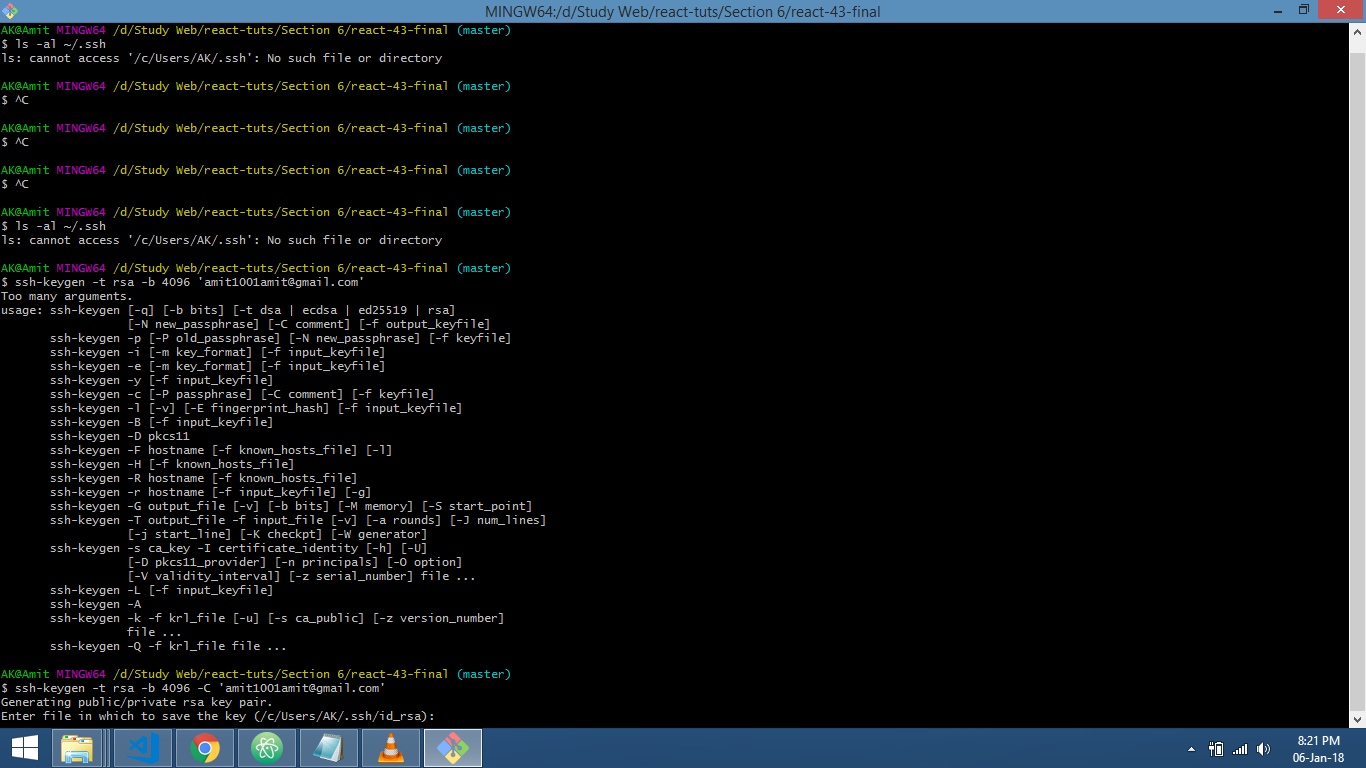 MINGW64:/d/Study Web/react-tuts/Section 6/react-43-final
AK@Amit MINGW64 /d/Study Web/react-tuts/Section 6/react-43-final (master)
$ ls -al ~/.ssh
ls: cannot access '/c/Users/AK/.ssh': No such file or directory
AK@Amit MINGW64 /d/Study Web/react-tuts/Section 6/react-43-final (master)
$ ^C
AK@Amit MINGW64 /d/Study Web/react-tuts/Section 6/react-43-final (master)
$ ^C
AK@Amit MINGW64 /d/Study Web/react-tuts/Section 6/react-43-final (master)
$ ^C
AK@Amit MINGW64 /d/Study Web/react-tuts/Section 6/react-43-final (master)
$ ls -al ~/.ssh
ls: cannot access '/c/Users/AK/.ssh': No such file or directory
AK@Amit MINGW64 /d/Study Web/react-tuts/Section 6/react-43-final (master)
$ ssh-keygen -t rsa -b 4096 'amit1001amit@gmail.com'
Too many arguments.
usage: ssh-keygen [-q] [-b bits] [-t dsa | ecdsa | ed25519 | rsa]
[-N new_passphrase] [-C comment] [-f output_keyfile]
ssh-keygen -p [-P old_passphrase] [-N new_passphrase] [-f keyfile]
ssh-keygen -i [-m key_format] [-f input_keyfile]
ssh-keygen -e [-m key_format] [-f input_keyfile]
ssh-keygen -y [-f input_keyfile]
ssh-keygen -c [-P passphrase] [-C comment] [-f keyfile]
ssh-keygen -l [-v] [-E fingerprint_hash] [-f input_keyfile]
ssh-keygen -B [-f input_keyfile]
ssh-keygen -D pkcs11
ssh-keygen -F hostname [-f known_hosts_file] [-l]
ssh-keygen -H [-f known_hosts_file]
ssh-keygen -R hostname [-f known_hosts_file]
ssh-keygen -r hostname [-f input_keyfile] [-g]
ssh-keygen -G output_file [-v] [-b bits] [-M memory] [-S start_point]
ssh-keygen -T output_file -f input_file [-v] [-a rounds] [-J num_lines]
[-j start_line] [-K checkpt] [-W generator]
ssh-keygen -s ca_key -I certificate_identity [-h] [-U]
[-D pkcs11_provider] [-n principals] [-O option]
[-V validity_interval] [-z serial_number] file ...
ssh-keygen -L [-f input_keyfile]
ssh-keygen -A
ssh-keygen -k -f krl_file [-u] [-s ca_public] [-z version_number]
file ...
ssh-keygen -Q -f krl_file file ...
AK@Amit MINGW64 /d/Study Web/react-tuts/Section 6/react-43-final (master)
$ ssh-keygen -t rsa -b 4096 -C 'amit1001amit@gmail.com'
Generating public/private rsa key pair.
Enter file in which to save the key (/c/Users/AK/.ssh/id_rsa):
8:21 PM
06-Jan-18